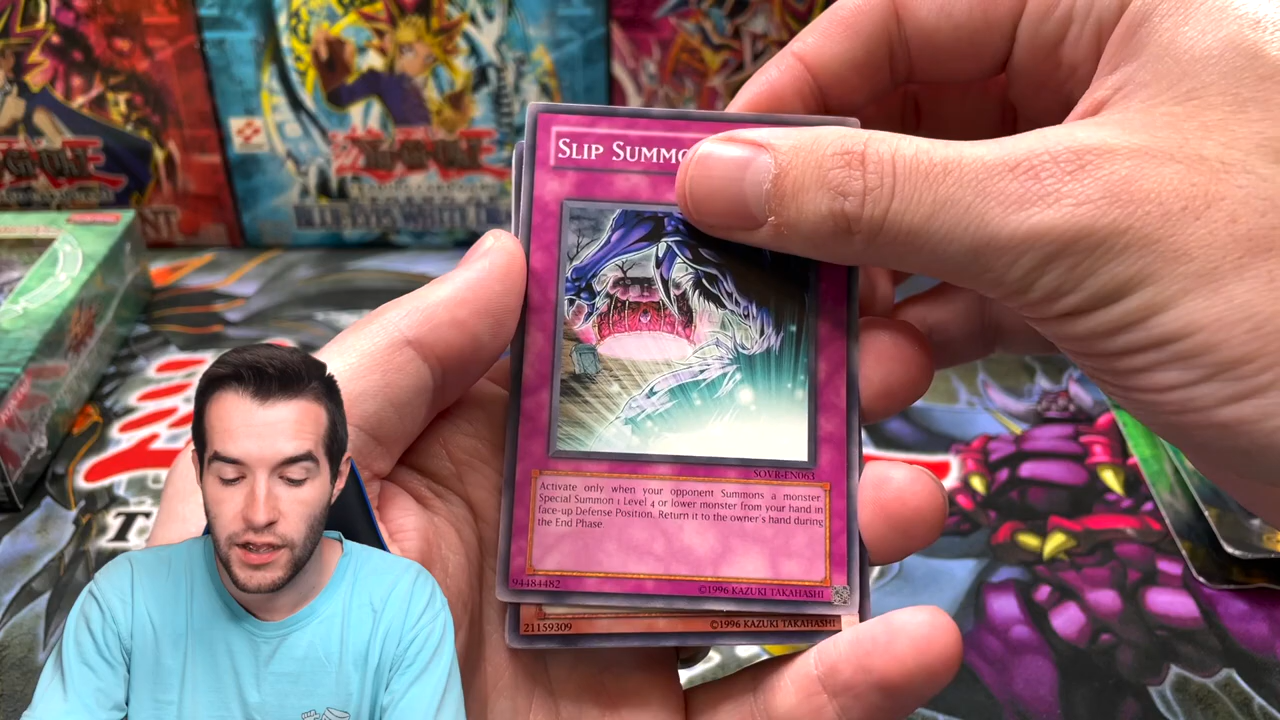 SLIP SUMMO
SOVR-EN063
Activate only when your opponent Summons a monster.
Special Summon 1 Level 4 or lower monster from your hand in
face-up Defense Position. Return it to the owner's hand during
the End Phase.
94484482
©1996 KAZUKI TAKAHASHI
21159309
©1996 KAZUKI TAKAHASHI